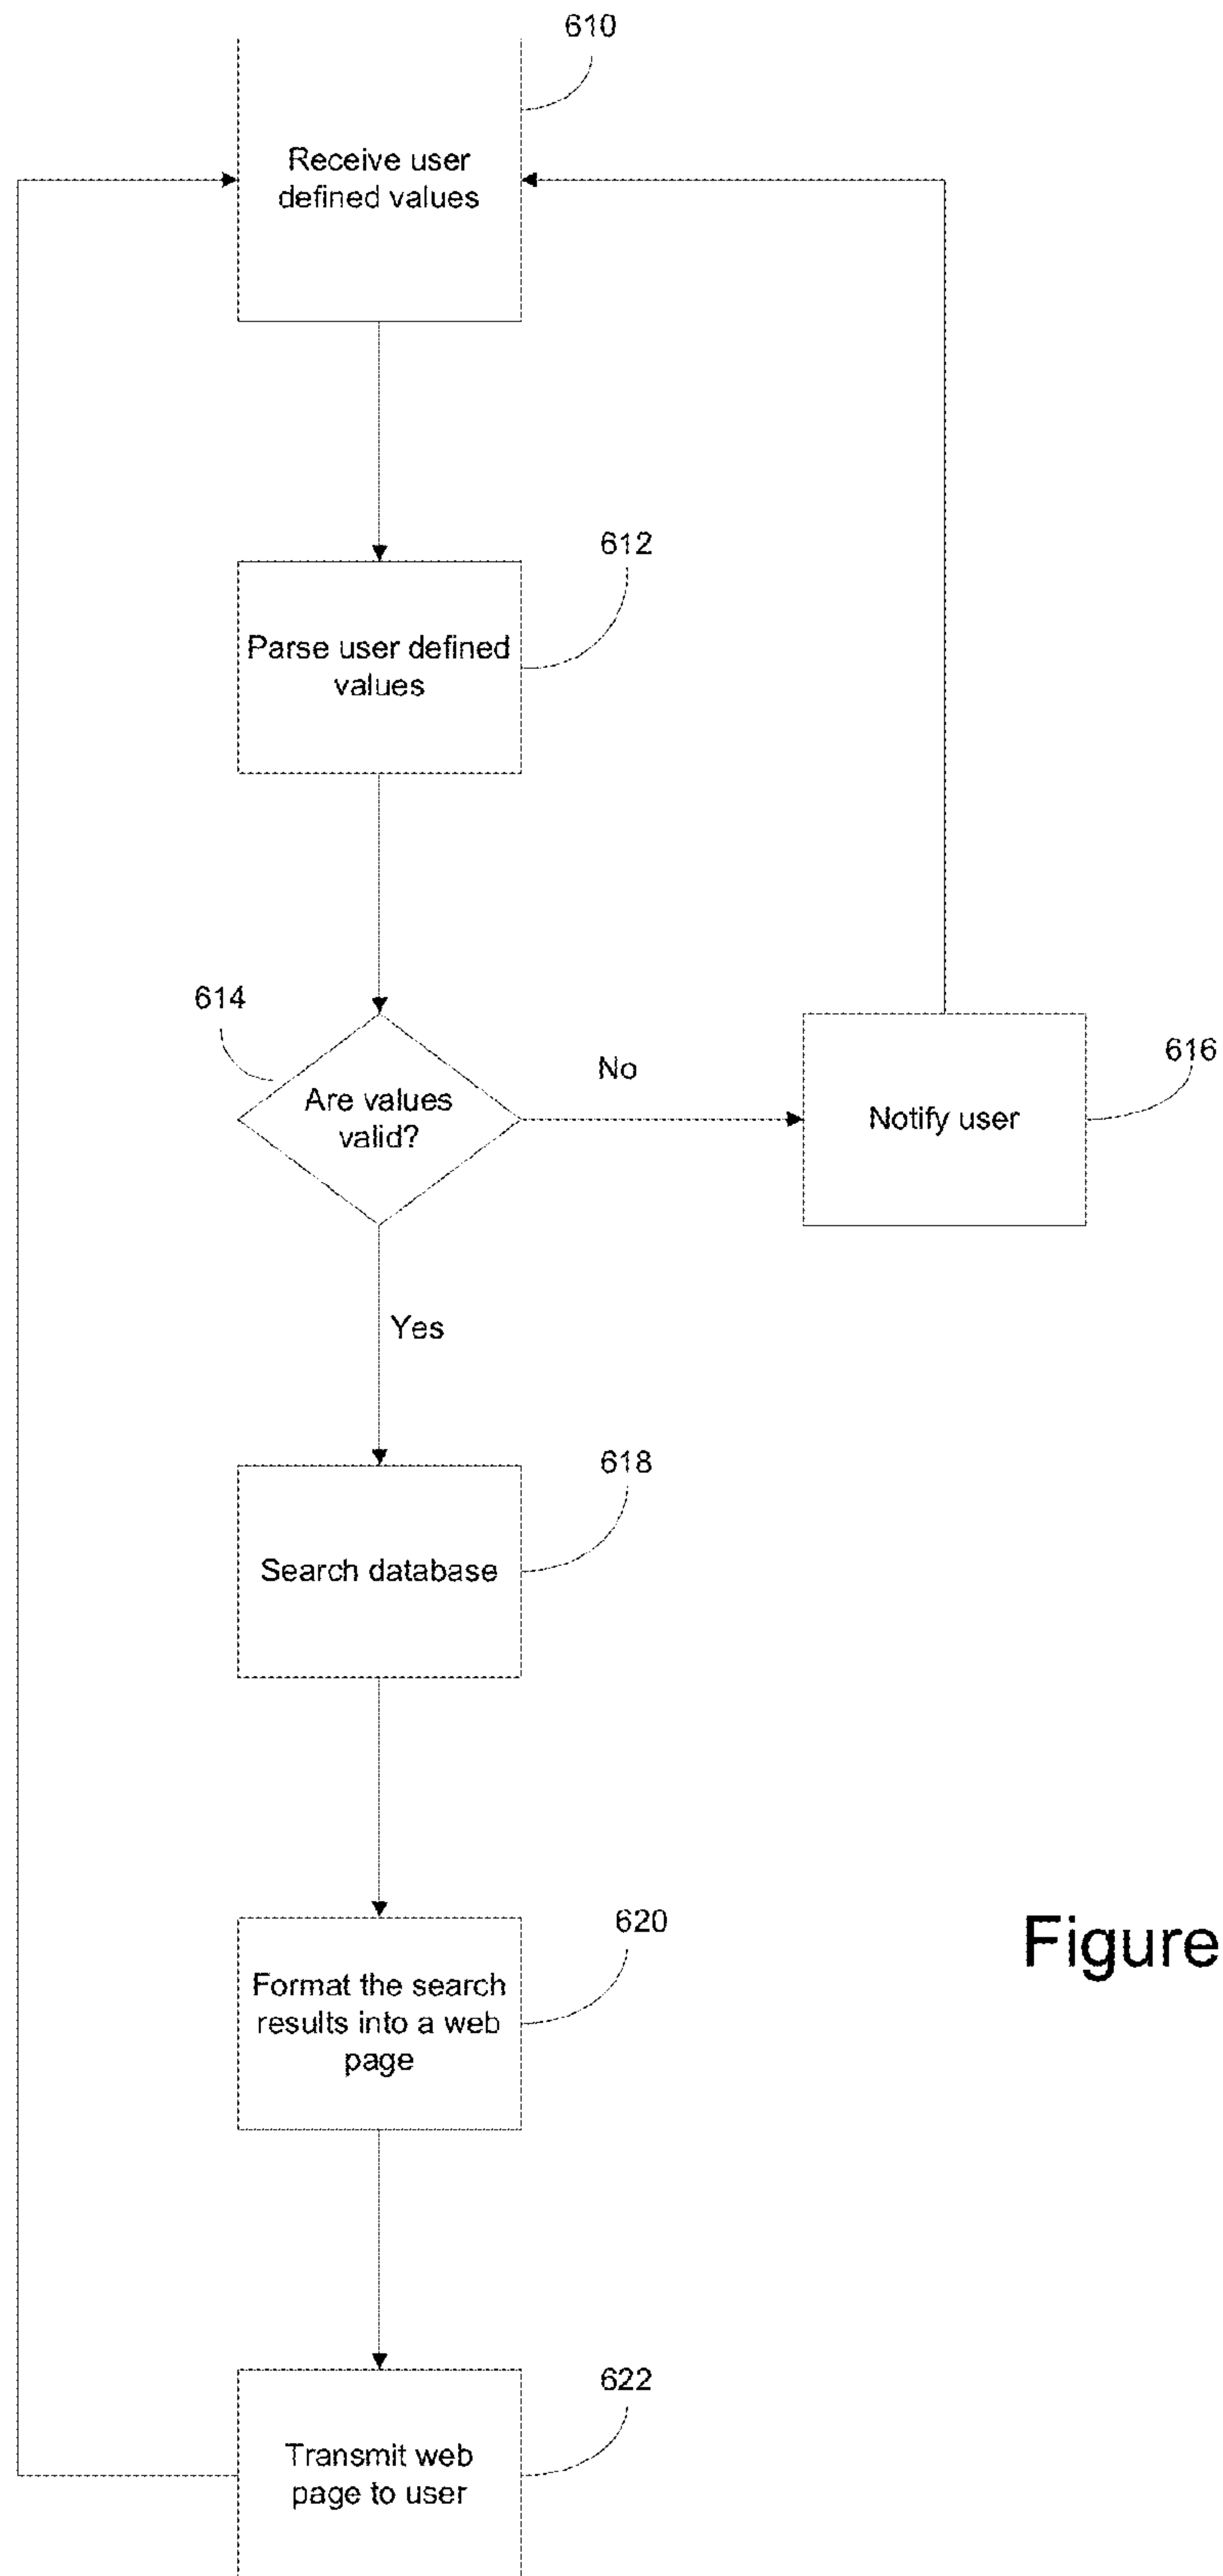 610
Receive user
defined values
612
Parse user defined
values
614
Are values
valid?
No
616
Notify user
Yes
618
Search database
620
Format the search
results into a web
page
Figure
622
Transmit web
page to user